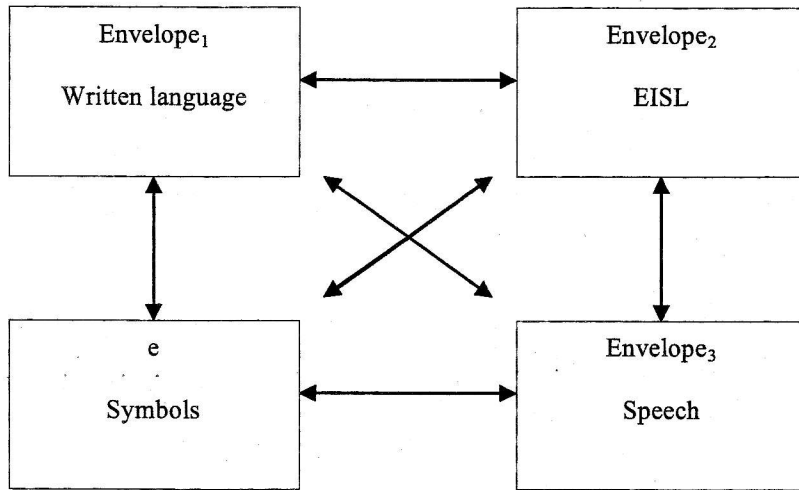 Envelope₁
Written language
Envelope₂
EISL
e
Symbols
Envelope₃
Speech